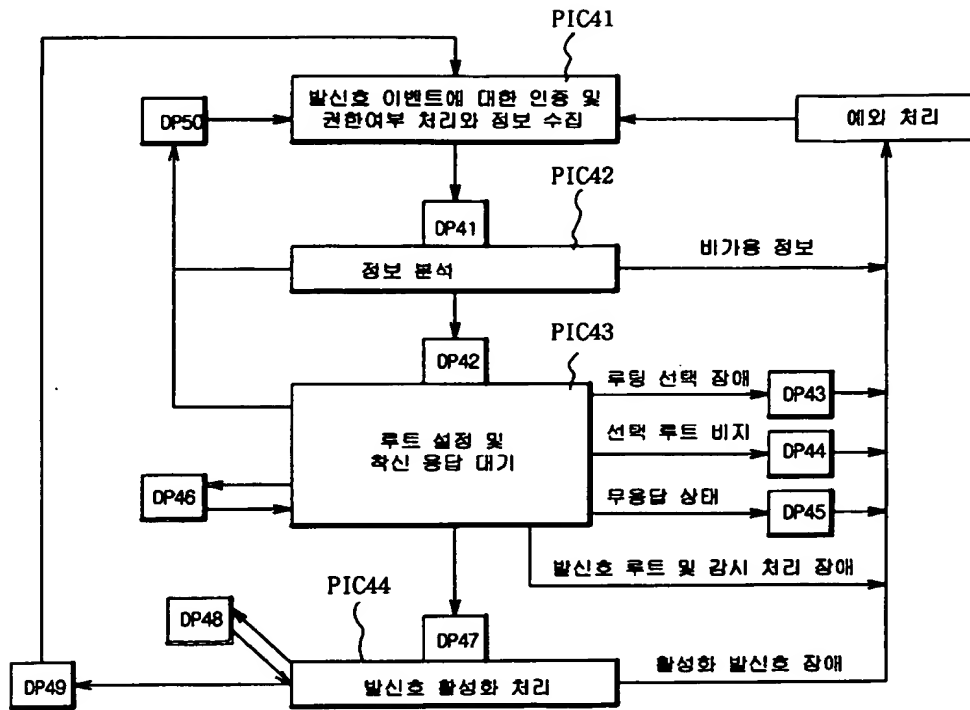 PIC41
발신호 이벤트에 대한 인증 및
권한여부 처리와 정보 수집
DP50
예외 처리
PIC42
DP41
정보 분석
비가용 정보
PIC43
DP42
루트 설정 및
착신 응답 대기
루팅 선택 장애
DP43
선택 루트 비지
DP44
무응답 상태
DP45
DP46
발신호 루트 및 감시 처리 장애
PIC44
DP48
DP47
발신호 활성화 처리
활성화 발신호 장애
DP49